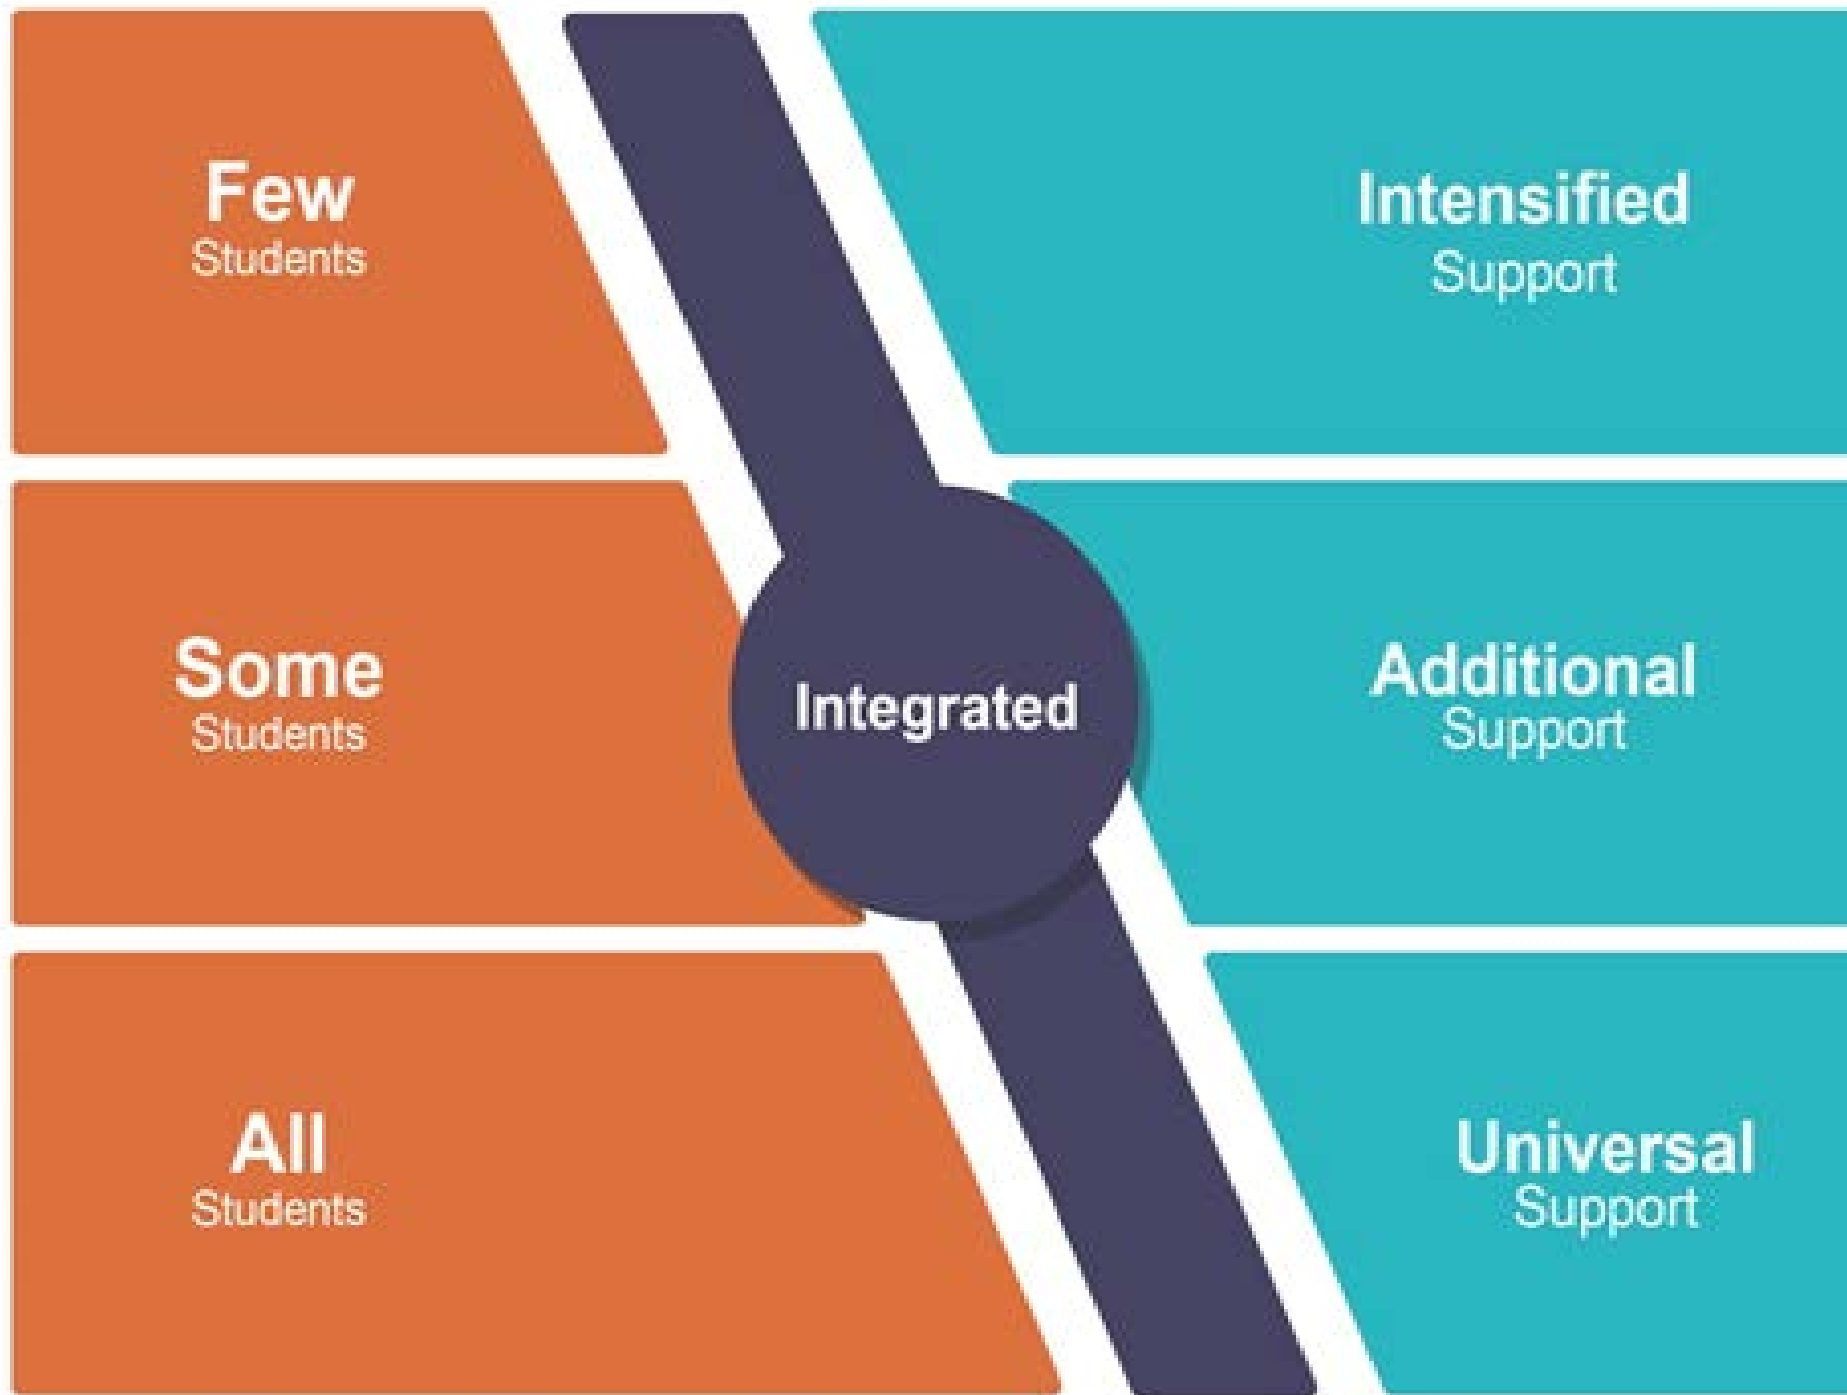 Few
Students
Intensified
Support
Some
Students
Integrated
Additional
Support
All
Students
Universal
Support